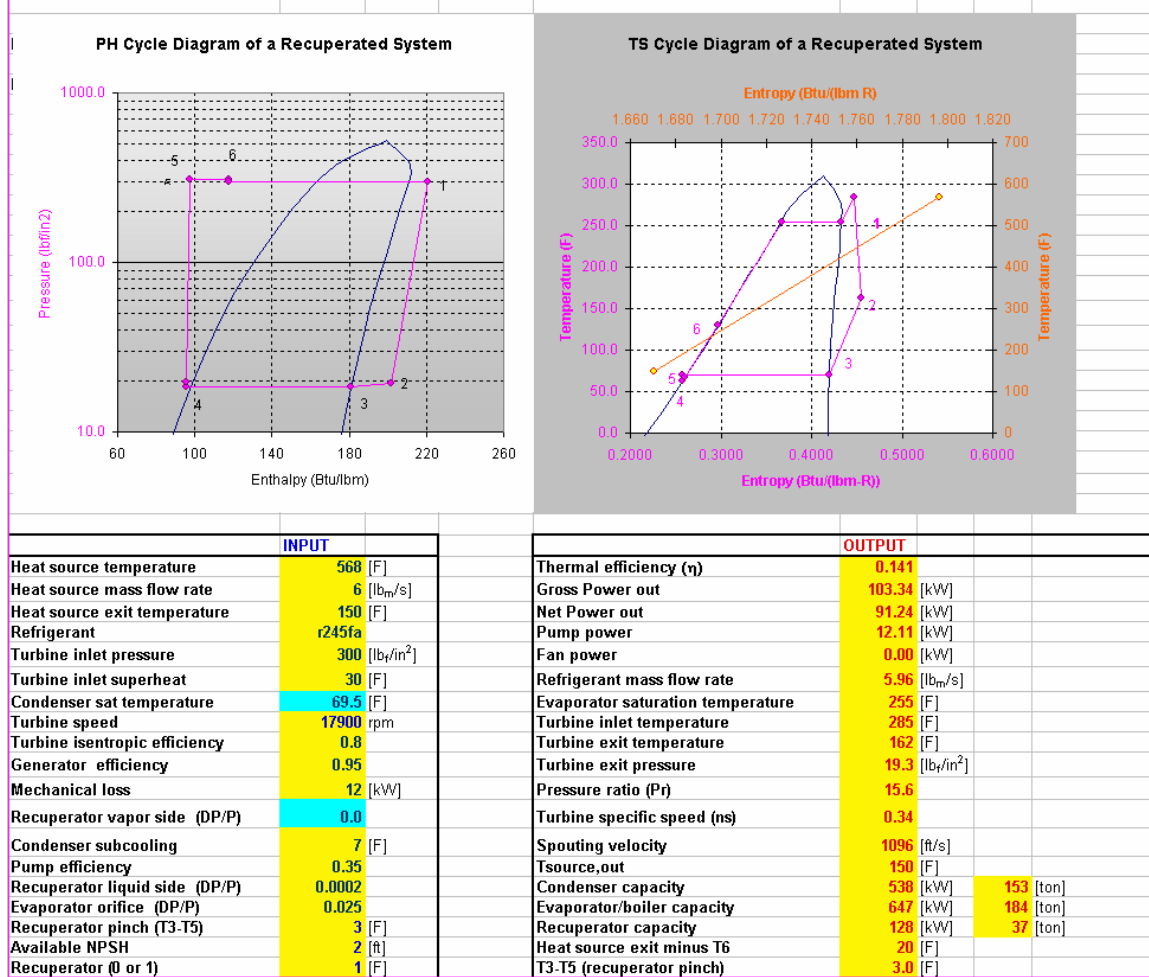 PH Cycle Diagram of a Recuperated System
1000.0
100.0
10.0
Pressure (lbf/in2)
5
6
1
2
3
4
60 100 140 180 220 260
Enthalpy (Btu/lbm)
TS Cycle Diagram of a Recuperated System
Entropy (Btu/(lbm R)
1.660 1.680 1.700 1.720 1.740 1.760 1.780 1.800 1.820
350.0
300.0
250.0
200.0
150.0
100.0
50.0
0.0
Temperature (F)
700
600
500
400
300
200
100
0
Temperature (F)
1
2
3
6
5
4
0.2000 0.3000 0.4000 0.5000 0.6000
Entropy (Btu/(lbm-R))
INPUT
Heat source temperature 568 [F]
Heat source mass flow rate 6 [lbm/s]
Heat source exit temperature 150 [F]
Refrigerant r245fa
Turbine inlet pressure 300 [lbf/in2]
Turbine inlet superheat 30 [F]
Condenser sat temperature 69.5 [F]
Turbine speed 17900 rpm
Turbine isentropic efficiency 0.8
Generator efficiency 0.95
Mechanical loss 12 [kW]
Recuperator vapor side (DP/P) 0.0
Condenser subcooling 7 [F]
Pump efficiency 0.35
Recuperator liquid side (DP/P) 0.0002
Evaporator orifice (DP/P) 0.025
Recuperator pinch (T3-T5) 3 [F]
Available NPSH 2 [ft]
Recuperator (0 or 1) 1 [F]
OUTPUT
Thermal efficiency (η) 0.141
Gross Power out 103.34 [kW]
Net Power out 91.24 [kW]
Pump power 12.11 [kW]
Fan power 0.00 [kW]
Refrigerant mass flow rate 5.96 [lbm/s]
Evaporator saturation temperature 255 [F]
Turbine inlet temperature 285 [F]
Turbine exit temperature 162 [F]
Turbine exit pressure 19.3 [lbf/in2]
Pressure ratio (Pr) 15.6
Turbine specific speed (ns) 0.34
Spouting velocity 1096 [ft/s]
Tsource,out 150 [F]
Condenser capacity 538 [kW] 153 [ton]
Evaporator/boiler capacity 647 [kW] 184 [ton]
Recuperator capacity 128 [kW] 37 [ton]
Heat source exit minus T6 20 [F]
T3-T5 (recuperator pinch) 3.0 [F]